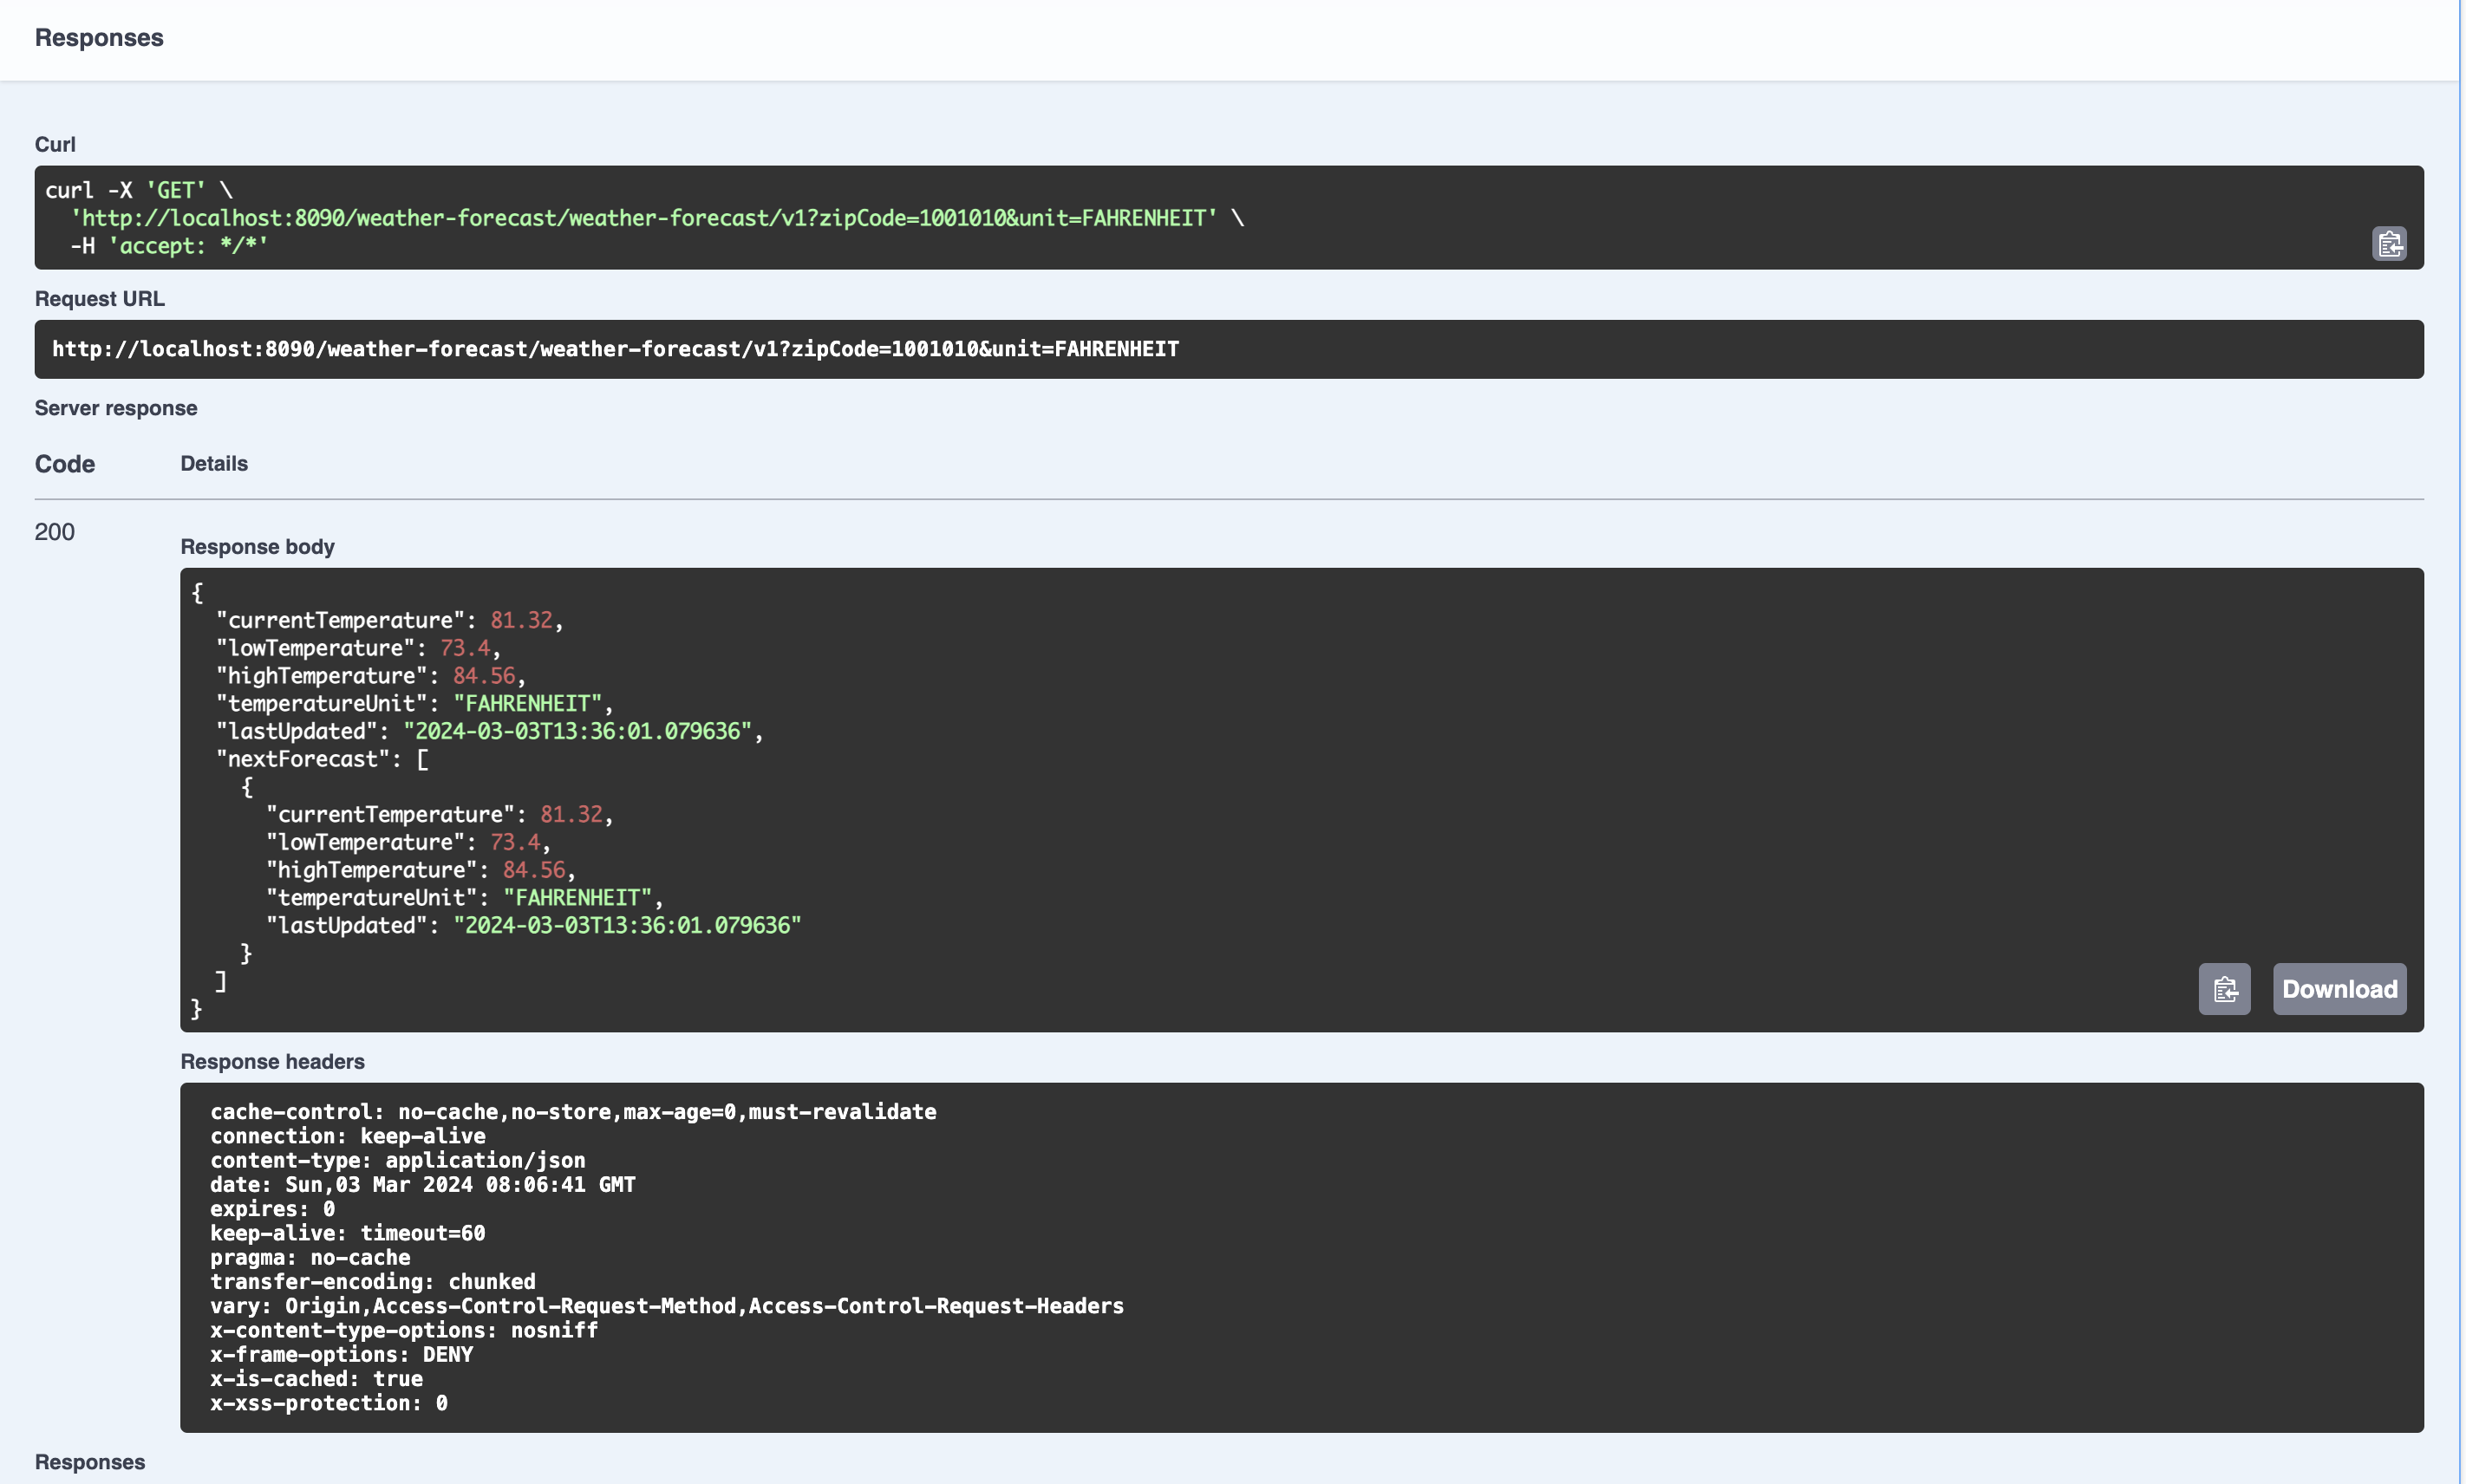 Responses
Curl
curl -X 'GET' \
  'http://localhost:8090/weather-forecast/weather-forecast/v1?zipCode=1001010&unit=FAHRENHEIT' \
  -H 'accept: */*'
Request URL
http://localhost:8090/weather-forecast/weather-forecast/v1?zipCode=1001010&unit=FAHRENHEIT
Server response
Code Details
200
Response body
{
  "currentTemperature": 81.32,
  "lowTemperature": 73.4,
  "highTemperature": 84.56,
  "temperatureUnit": "FAHRENHEIT",
  "lastUpdated": "2024-03-03T13:36:01.079636",
  "nextForecast": [
    {
      "currentTemperature": 81.32,
      "lowTemperature": 73.4,
      "highTemperature": 84.56,
      "temperatureUnit": "FAHRENHEIT",
      "lastUpdated": "2024-03-03T13:36:01.079636"
    }
  ]
}
Download
Response headers
cache-control: no-cache,no-store,max-age=0,must-revalidate
connection: keep-alive
content-type: application/json
date: Sun,03 Mar 2024 08:06:41 GMT
expires: 0
keep-alive: timeout=60
pragma: no-cache
transfer-encoding: chunked
vary: Origin,Access-Control-Request-Method,Access-Control-Request-Headers
x-content-type-options: nosniff
x-frame-options: DENY
x-is-cached: true
x-xss-protection: 0
Responses